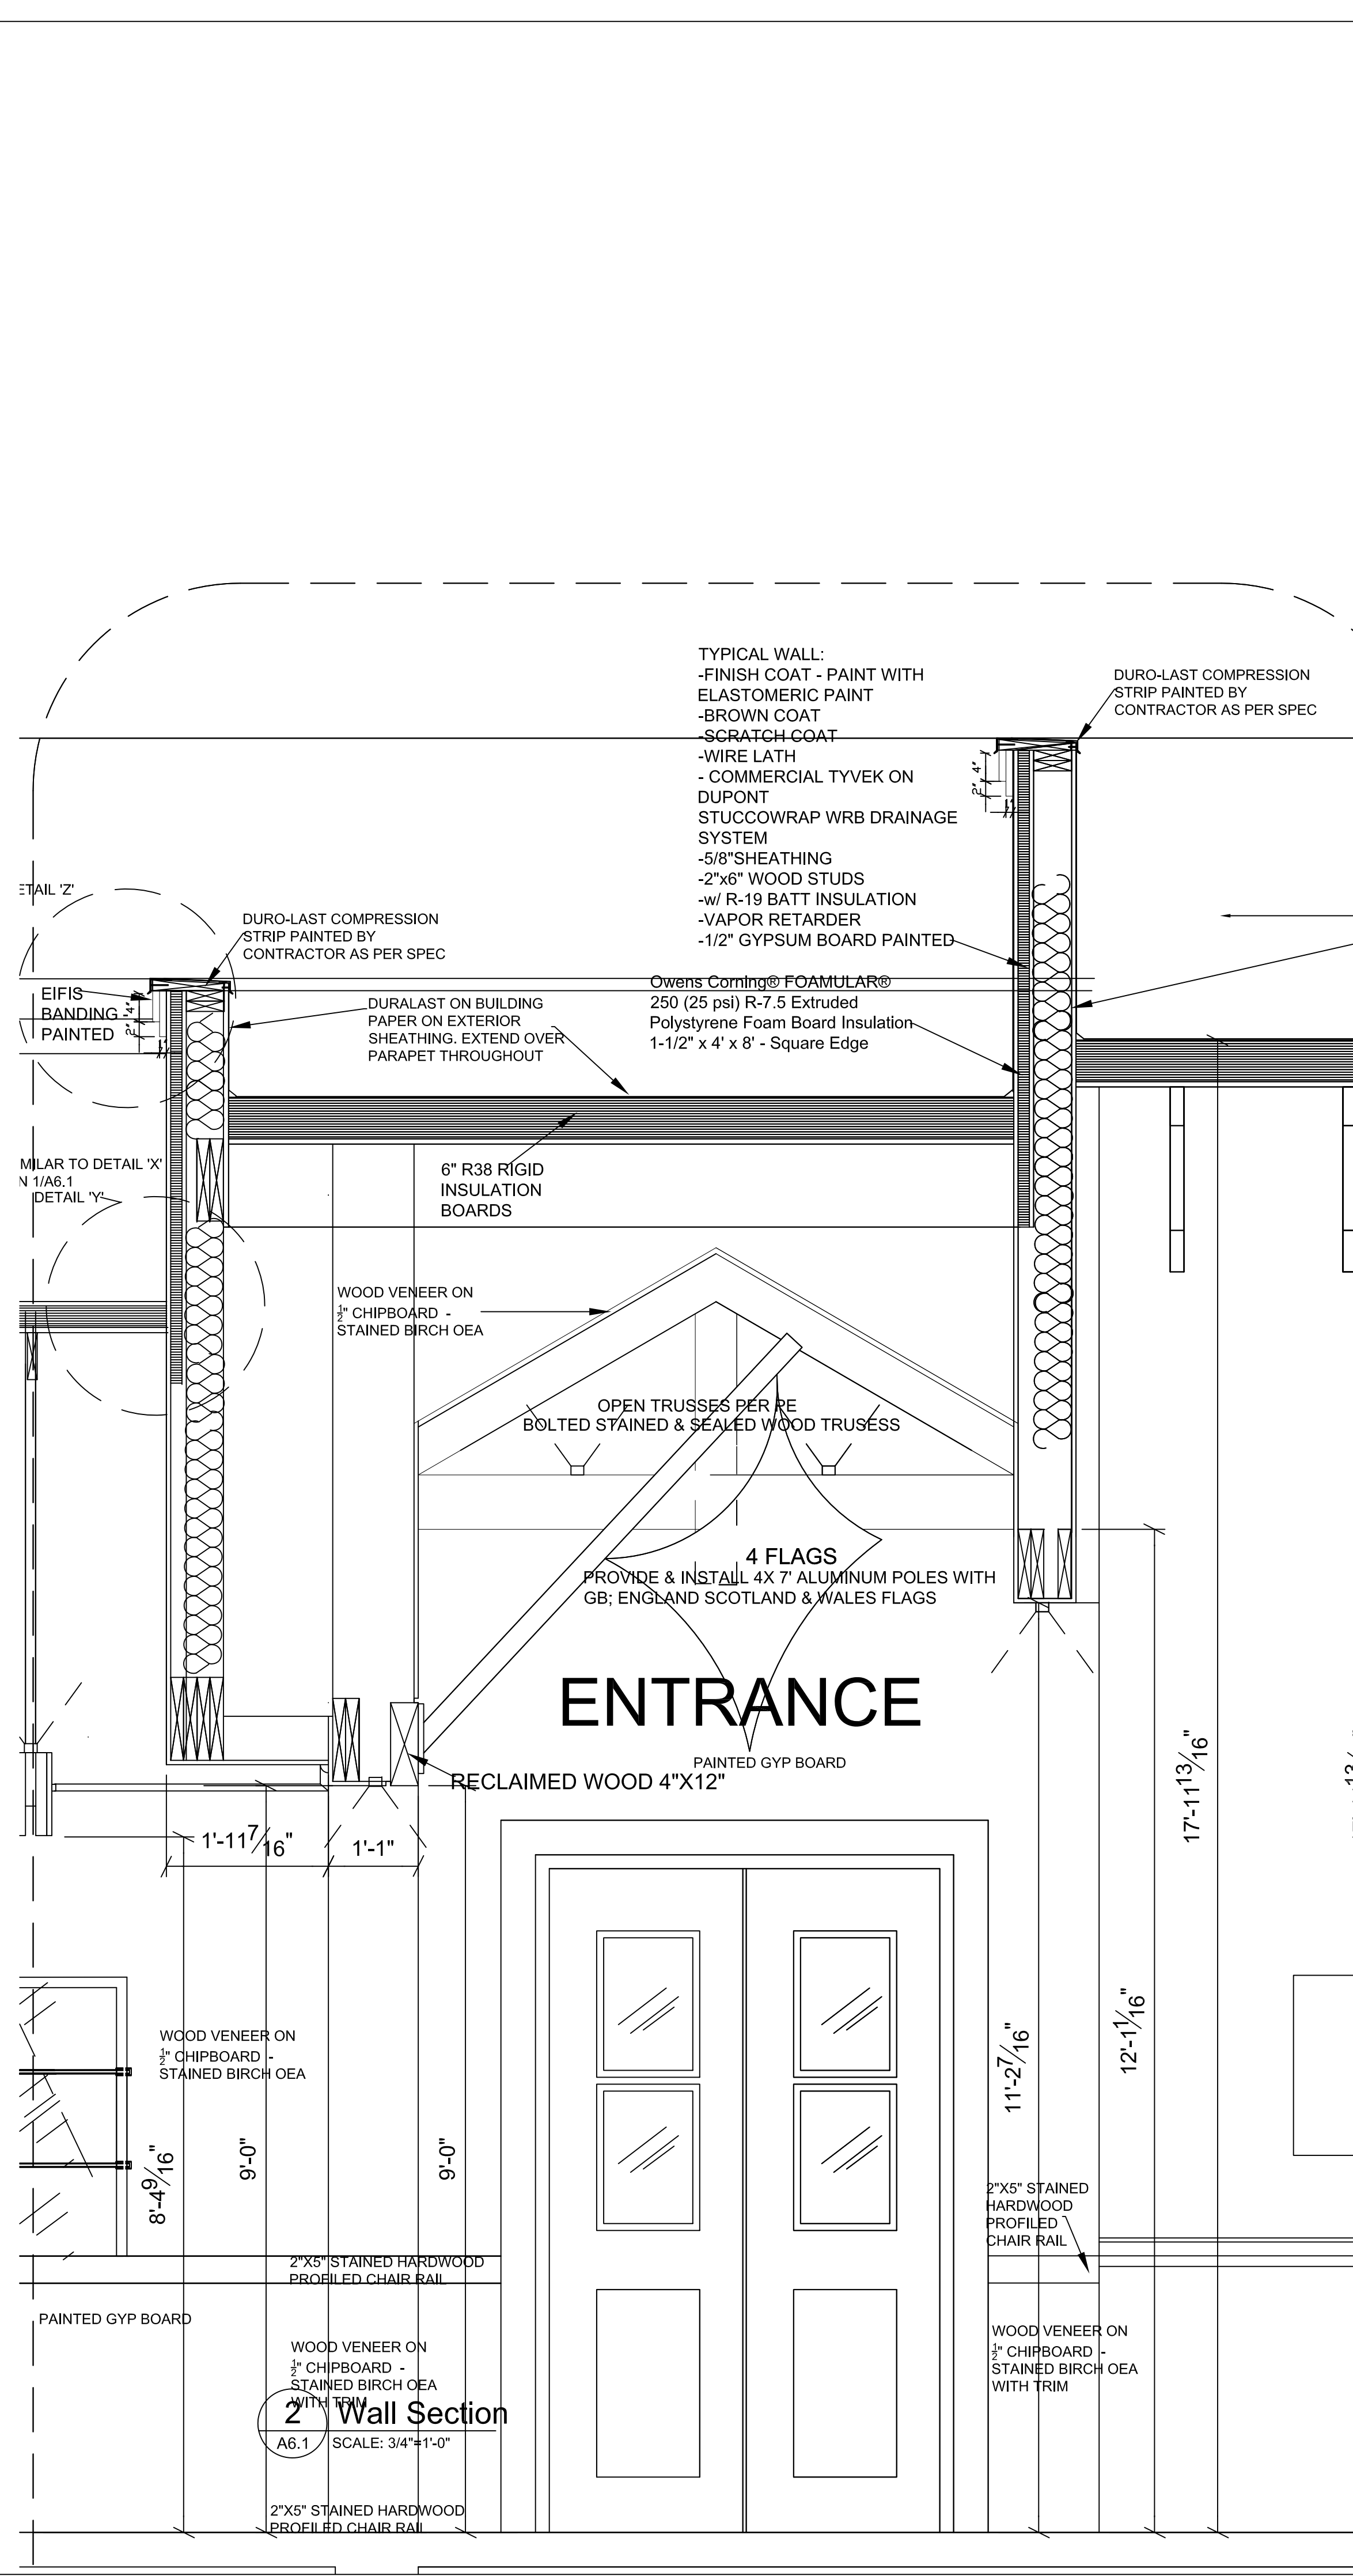 TYPICAL WALL:
-FINISH COAT - PAINT WITH
ELASTOMERIC PAINT
-BROWN COAT
-SCRATCH COAT
-WIRE LATH
- COMMERCIAL TYVEK ON
DUPONT
STUCCOWRAP WRB DRAINAGE
SYSTEM
-5/8"SHEATHING
-2"x6" WOOD STUDS
-w/ R-19 BATT INSULATION
-VAPOR RETARDER
-1/2" GYPSUM BOARD PAINTED
DURO-LAST COMPRESSION
STRIP PAINTED BY
CONTRACTOR AS PER SPEC
4"
2"
ETAIL 'Z'
DURO-LAST COMPRESSION
STRIP PAINTED BY
CONTRACTOR AS PER SPEC
EIFIS
BANDING
PAINTED
4"
2"
DURALAST ON BUILDING
PAPER ON EXTERIOR
SHEATHING. EXTEND OVER
PARAPET THROUGHOUT
Owens Corning® FOAMULAR®
250 (25 psi) R-7.5 Extruded
Polystyrene Foam Board Insulation
1-1/2" x 4' x 8' - Square Edge
MILAR TO DETAIL 'X'
N 1/A6.1
DETAIL 'Y'
6" R38 RIGID
INSULATION
BOARDS
WOOD VENEER ON
½" CHIPBOARD -
STAINED BIRCH OEA
OPEN TRUSSES PER PE
BOLTED STAINED & SEALED WOOD TRUSESS
4 FLAGS
PROVIDE & INSTALL 4X 7' ALUMINUM POLES WITH
GB; ENGLAND SCOTLAND & WALES FLAGS
ENTRANCE
PAINTED GYP BOARD
RECLAIMED WOOD 4"X12"
1'-11 7/16"
1'-1"
17'-11 13/16"
12'-1 1/16"
11'-2 7/16"
WOOD VENEER ON
½" CHIPBOARD -
STAINED BIRCH OEA
8'-4 9/16"
9'-0"
9'-0"
2"X5" STAINED
HARDWOOD
PROFILED
CHAIR RAIL
2"X5" STAINED HARDWOOD
PROFILED CHAIR RAIL
PAINTED GYP BOARD
WOOD VENEER ON
½" CHIPBOARD -
STAINED BIRCH OEA
WITH TRIM
WOOD VENEER ON
½" CHIPBOARD -
STAINED BIRCH OEA
WITH TRIM
2
Wall Section
A6.1
SCALE: 3/4"=1'-0"
2"X5" STAINED HARDWOOD
PROFILED CHAIR RAIL